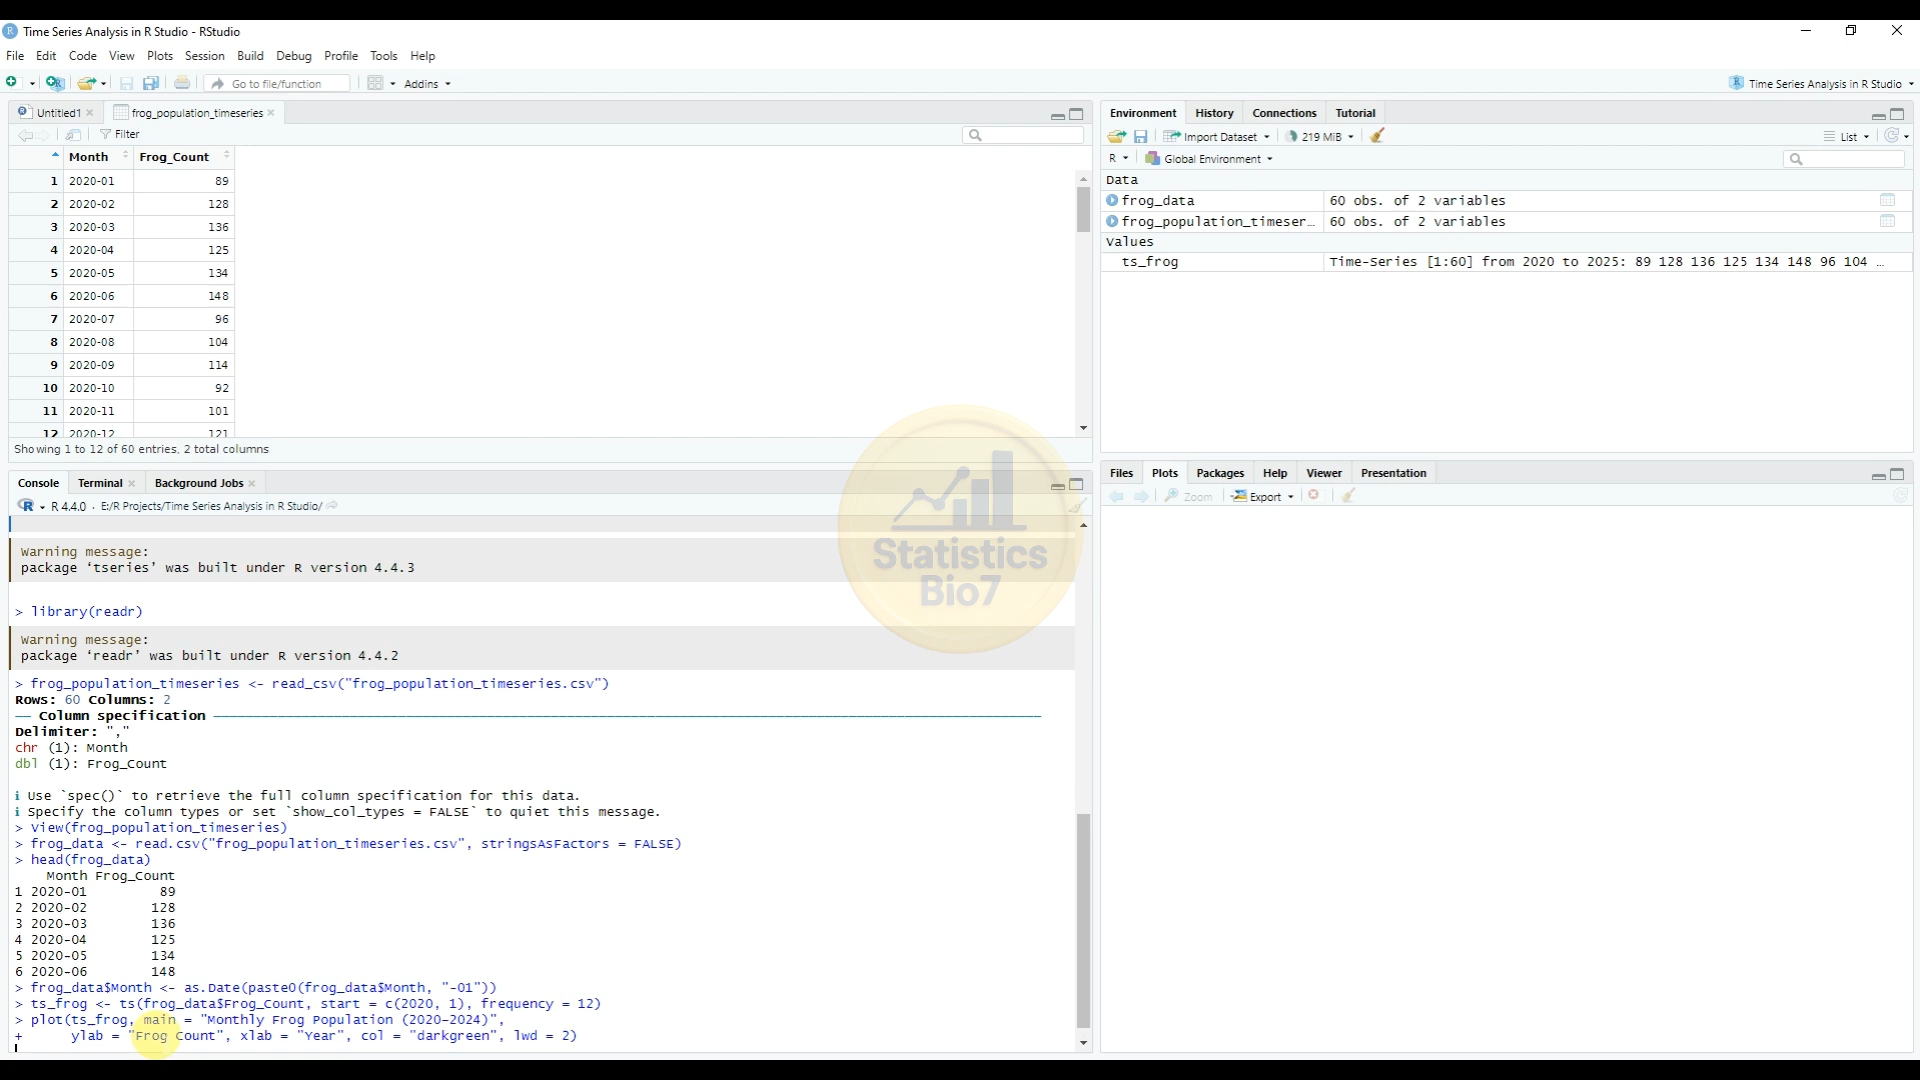 Time Series Analysis in R Studio - RStudio
File Edit Code View Plots Session Build Debug Profile Tools Help
Go to file/function Addins Time Series Analysis in R Studio
Untitled1 frog_population_timeseries
Filter
Month Frog_Count
1 2020-01 89
2 2020-02 128
3 2020-03 136
4 2020-04 125
5 2020-05 134
6 2020-06 148
7 2020-07 96
8 2020-08 104
9 2020-09 114
10 2020-10 92
11 2020-11 101
12 2020-12 121
Showing 1 to 12 of 60 entries, 2 total columns
Environment History Connections Tutorial
Import Dataset 219 MiB List
R Global Environment
Data
frog_data 60 obs. of 2 variables
frog_population_timeser… 60 obs. of 2 variables
Values
ts_frog Time-Series [1:60] from 2020 to 2025: 89 128 136 125 134 148 96 104 …
Console Terminal Background Jobs
R 4.4.0 · E:/R Projects/Time Series Analysis in R Studio/
Warning message:
package ‘tseries’ was built under R version 4.4.3
> library(readr)
Warning message:
package ‘readr’ was built under R version 4.4.2
> frog_population_timeseries <- read_csv("frog_population_timeseries.csv")
Rows: 60 Columns: 2
── Column specification ──────────
Delimiter: ","
chr (1): Month
dbl (1): Frog_Count
ℹ Use `spec()` to retrieve the full column specification for this data.
ℹ Specify the column types or set `show_col_types = FALSE` to quiet this message.
> View(frog_population_timeseries)
> frog_data <- read.csv("frog_population_timeseries.csv", stringsAsFactors = FALSE)
> head(frog_data)
Month Frog_Count
1 2020-01 89
2 2020-02 128
3 2020-03 136
4 2020-04 125
5 2020-05 134
6 2020-06 148
> frog_data$Month <- as.Date(paste0(frog_data$Month, "-01"))
> ts_frog <- ts(frog_data$Frog_Count, start = c(2020, 1), frequency = 12)
> plot(ts_frog, main = "Monthly Frog Population (2020-2024)",
+ ylab = "Frog Count", xlab = "Year", col = "darkgreen", lwd = 2)
Files Plots Packages Help Viewer Presentation
Zoom Export
Statistics
Bio7